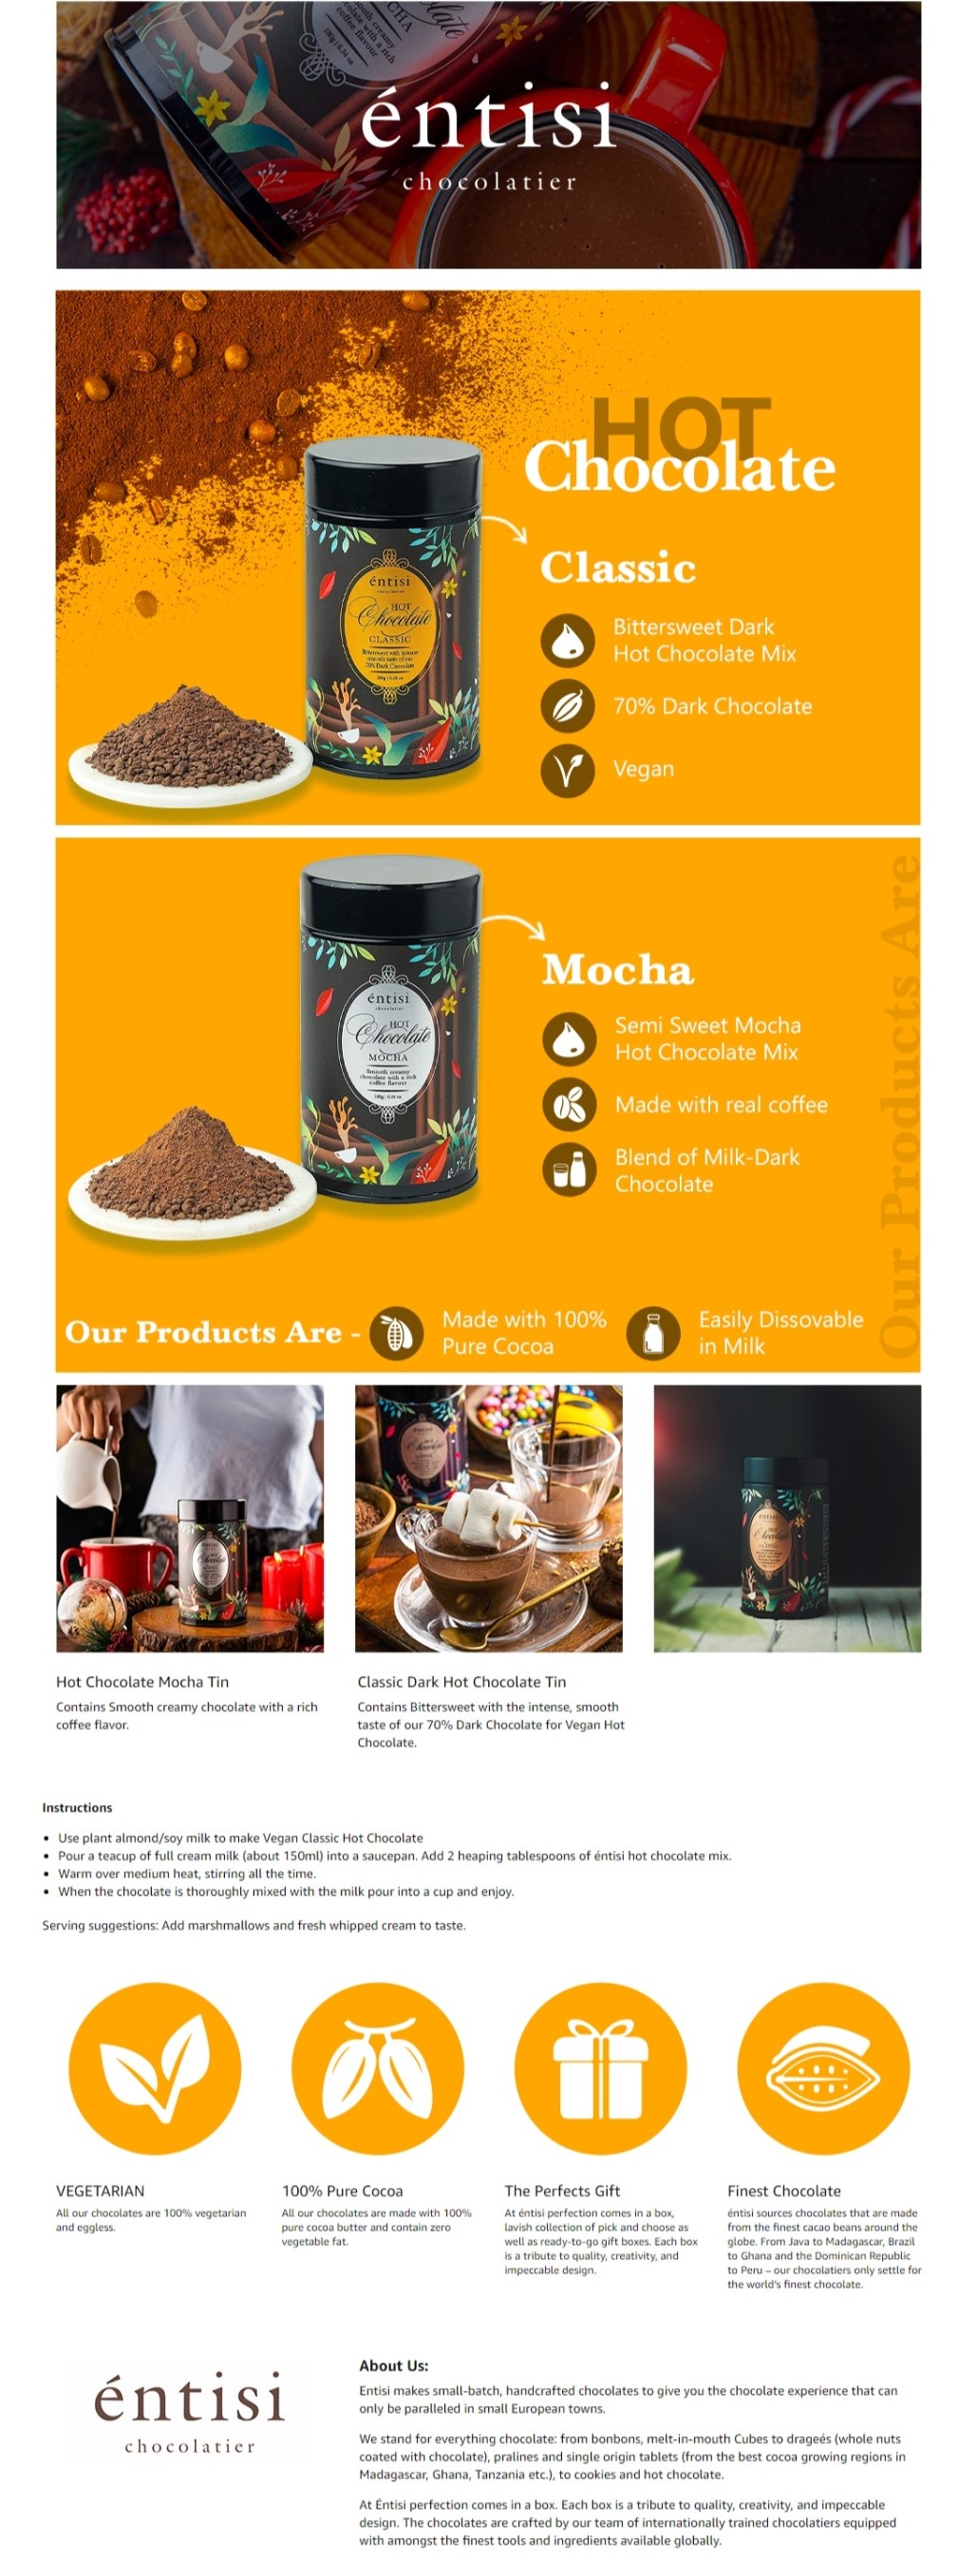 éntisi
chocolatier
HOT
Chocolate
Classic
Bittersweet Dark
Hot Chocolate Mix
70% Dark Chocolate
Vegan
éntisi
HOT
Chocolate
CLASSIC
Bittersweet with intense
smooth taste of our
70% Dark Chocolate
Mocha
Semi Sweet Mocha
Hot Chocolate Mix
Made with real coffee
Blend of Milk-Dark
Chocolate
éntisi
chocolatier
HOT
Chocolate
MOCHA
Smooth creamy
chocolate with a rich
coffee flavour
Our Products Are
Our Products Are -
Made with 100%
Pure Cocoa
Easily Dissovable
in Milk
Hot Chocolate Mocha Tin
Contains Smooth creamy chocolate with a rich
coffee flavor.
Classic Dark Hot Chocolate Tin
Contains Bittersweet with the intense, smooth
taste of our 70% Dark Chocolate for Vegan Hot
Chocolate.
Instructions
• Use plant almond/soy milk to make Vegan Classic Hot Chocolate
• Pour a teacup of full cream milk (about 150ml) into a saucepan. Add 2 heaping tablespoons of éntisi hot chocolate mix.
• Warm over medium heat, stirring all the time.
• When the chocolate is thoroughly mixed with the milk pour into a cup and enjoy.
Serving suggestions: Add marshmallows and fresh whipped cream to taste.
VEGETARIAN
All our chocolates are 100% vegetarian
and eggless.
100% Pure Cocoa
All our chocolates are made with 100%
pure cocoa butter and contain zero
vegetable fat.
The Perfects Gift
At éntisi perfection comes in a box,
lavish collection of pick and choose as
well as ready-to-go gift boxes. Each box
is a tribute to quality, creativity, and
impeccable design.
Finest Chocolate
éntisi sources chocolates that are made
from the finest cacao beans around the
globe. From Java to Madagascar, Brazil
to Ghana and the Dominican Republic
to Peru – our chocolatiers only settle for
the world's finest chocolate.
éntisi
chocolatier
About Us:
Entisi makes small-batch, handcrafted chocolates to give you the chocolate experience that can
only be paralleled in small European towns.
We stand for everything chocolate: from bonbons, melt-in-mouth Cubes to drageés (whole nuts
coated with chocolate), pralines and single origin tablets (from the best cocoa growing regions in
Madagascar, Ghana, Tanzania etc.), to cookies and hot chocolate.
At Éntisi perfection comes in a box. Each box is a tribute to quality, creativity, and impeccable
design. The chocolates are crafted by our team of internationally trained chocolatiers equipped
with amongst the finest tools and ingredients available globally.